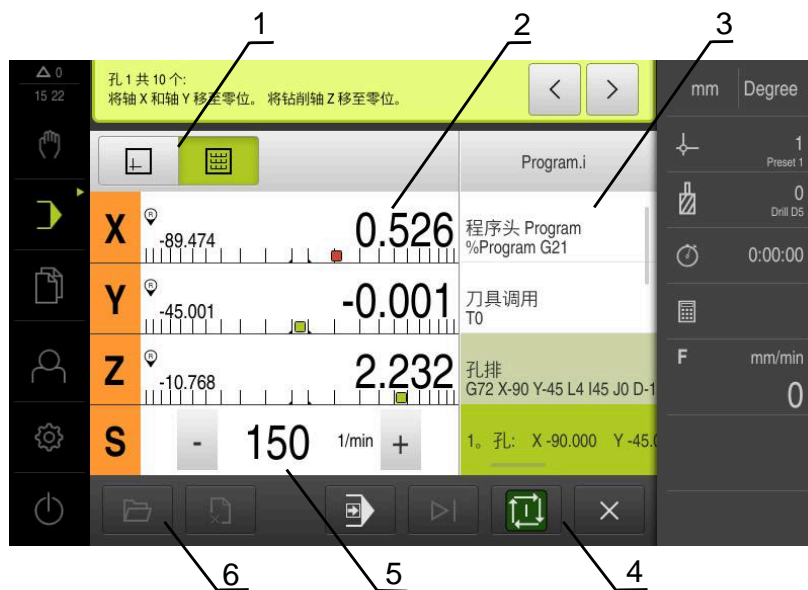 1
2
3
0
15 22
孔 1 共 10 个:
将轴 X 和轴 Y 移至零位。 将钻削轴 Z 移至零位。
mm
Degree
Program.i
1
Preset 1
X
R
-89.474
0.526
程序头 Program
%Program G21
0
Drill D5
Y
R
-45.001
-0.001
刀具调用
T0
0:00:00
Z
R
-10.768
2.232
孔排
G72 X-90 Y-45 L4 I45 J0 D-1
F
mm/min
0
S
-
150
1/min
+
1。孔: X -90.000 Y -45.0
6
5
4